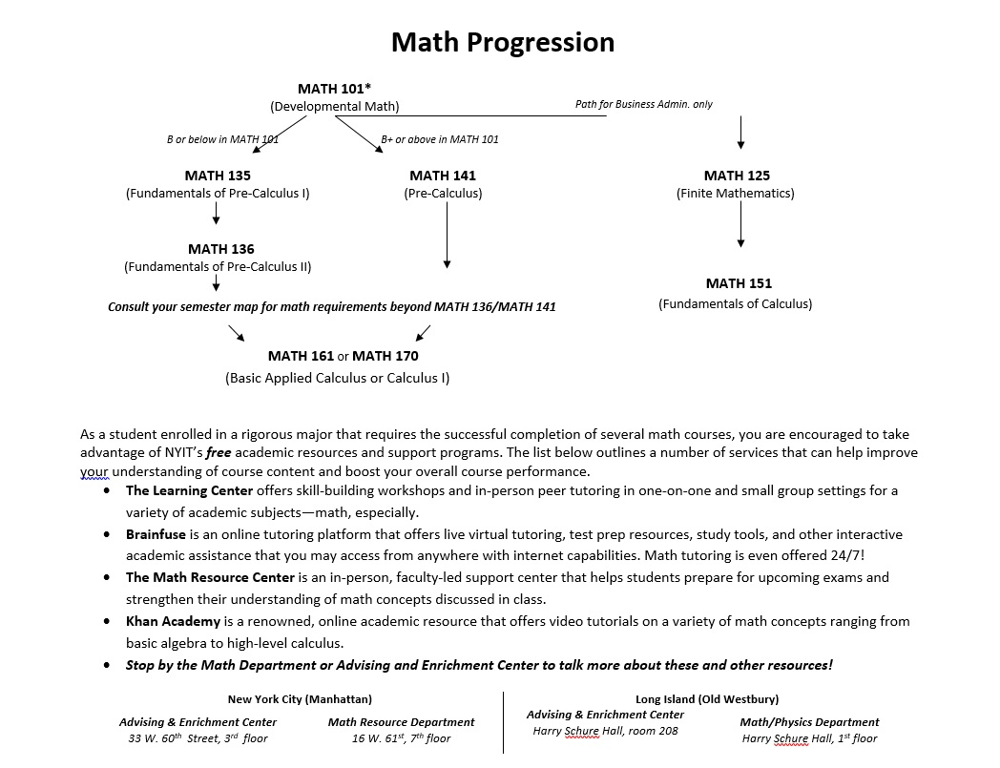 Math Progression
MATH 101*
(Developmental Math)
Path for Business Admin. only
B or below in MATH 101
B+ or above in MATH 101
MATH 135
(Fundamentals of Pre-Calculus I)
MATH 141
(Pre-Calculus)
MATH 125
(Finite Mathematics)
MATH 136
(Fundamentals of Pre-Calculus II)
MATH 151
(Fundamentals of Calculus)
Consult your semester map for math requirements beyond MATH 136/MATH 141
MATH 161 or MATH 170
(Basic Applied Calculus or Calculus I)
As a student enrolled in a rigorous major that requires the successful completion of several math courses, you are encouraged to take
advantage of NYIT's free academic resources and support programs. The list below outlines a number of services that can help improve
your understanding of course content and boost your overall course performance.
• The Learning Center offers skill-building workshops and in-person peer tutoring in one-on-one and small group settings for a
variety of academic subjects—math, especially.
• Brainfuse is an online tutoring platform that offers live virtual tutoring, test prep resources, study tools, and other interactive
academic assistance that you may access from anywhere with internet capabilities. Math tutoring is even offered 24/7!
• The Math Resource Center is an in-person, faculty-led support center that helps students prepare for upcoming exams and
strengthen their understanding of math concepts discussed in class.
• Khan Academy is a renowned, online academic resource that offers video tutorials on a variety of math concepts ranging from
basic algebra to high-level calculus.
• Stop by the Math Department or Advising and Enrichment Center to talk more about these and other resources!
New York City (Manhattan)
Advising & Enrichment Center
33 W. 60th Street, 3rd floor
Math Resource Department
16 W. 61st, 7th floor
Long Island (Old Westbury)
Advising & Enrichment Center
Harry Schure Hall, room 208
Math/Physics Department
Harry Schure Hall, 1st floor